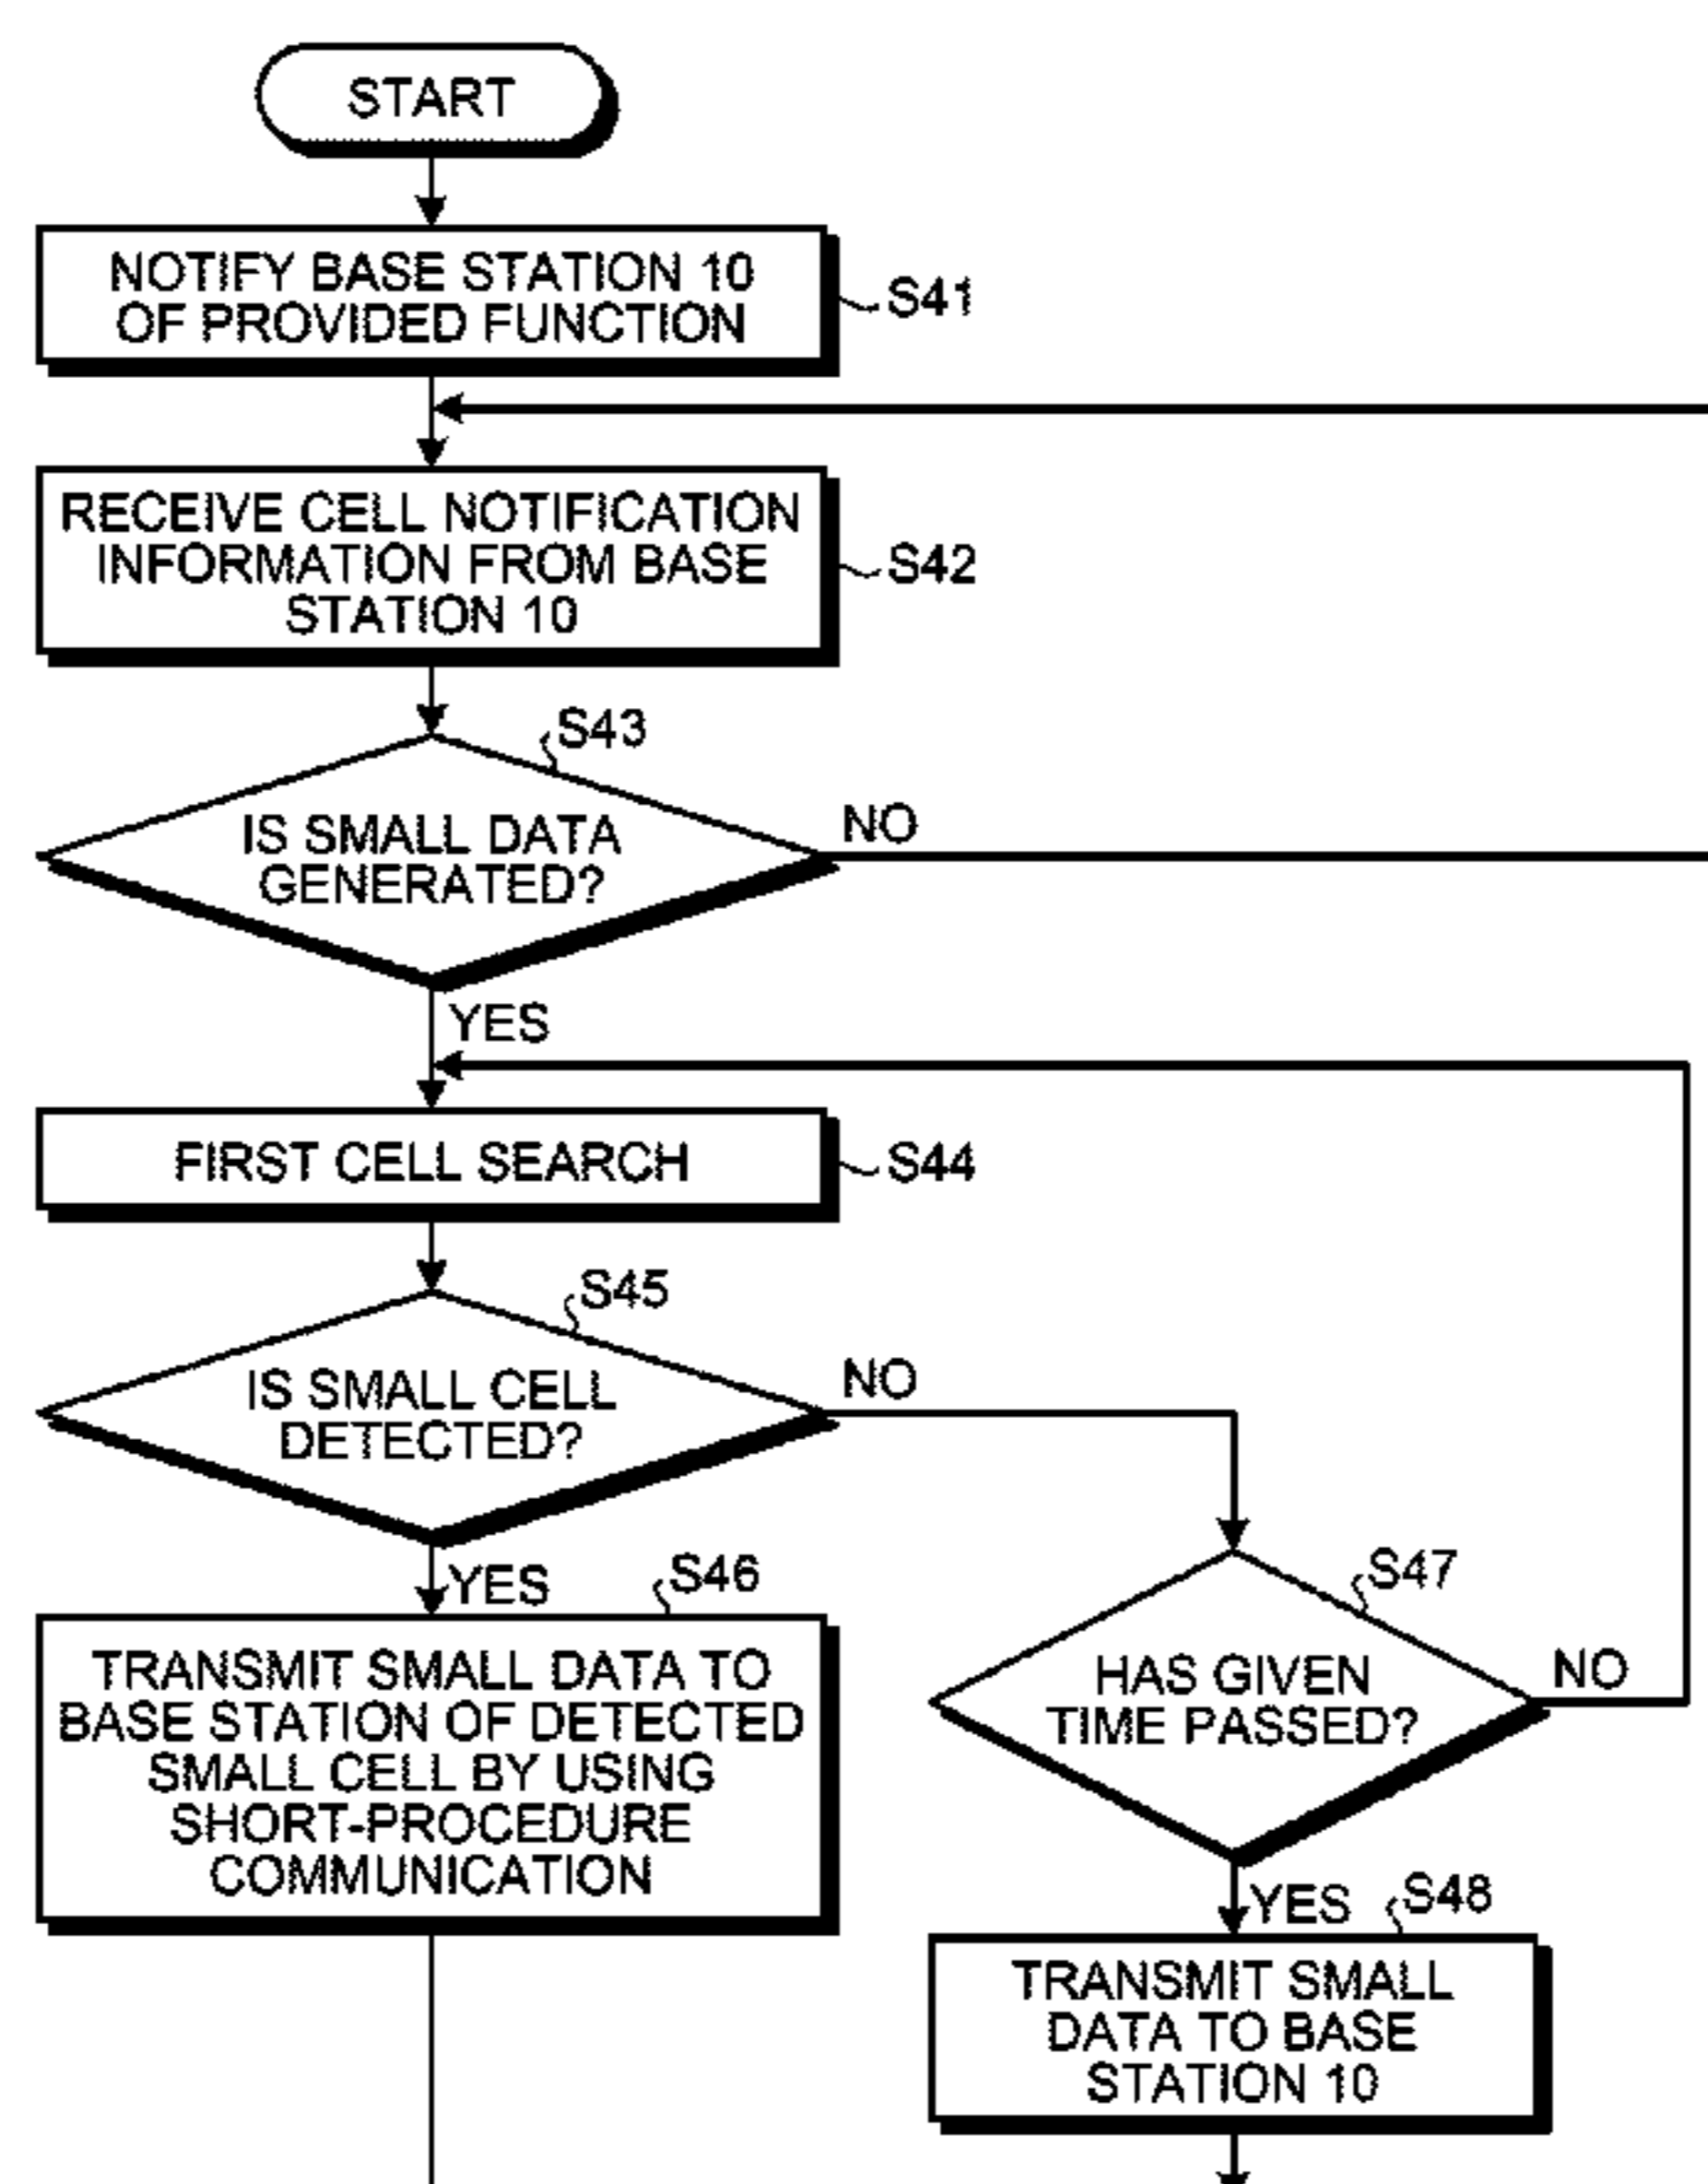 START
NOTIFY BASE STATION 10
OF PROVIDED FUNCTION
S41
RECEIVE CELL NOTIFICATION
INFORMATION FROM BASE
STATION 10
S42
S43
IS SMALL DATA
GENERATED?
NO
YES
FIRST CELL SEARCH
S44
S45
IS SMALL CELL
DETECTED?
NO
YES
S46
TRANSMIT SMALL DATA TO
BASE STATION OF DETECTED
SMALL CELL BY USING
SHORT-PROCEDURE
COMMUNICATION
S47
HAS GIVEN
TIME PASSED?
NO
YES
S48
TRANSMIT SMALL
DATA TO BASE
STATION 10